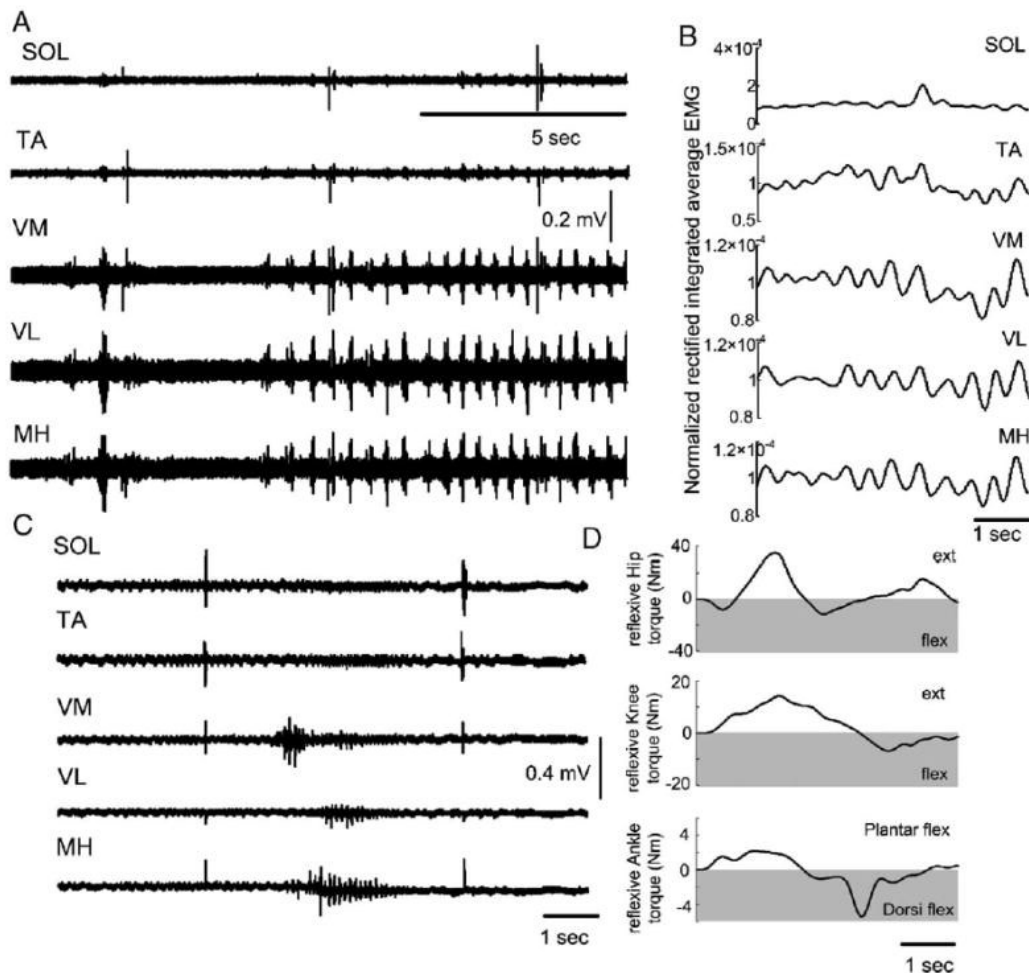 A
SOL
5 sec
TA
0.2 mV
VM
VL
MH
B
Normalized rectified integrated average EMG
4×10-4
SOL
2
0
1.5×10-4
TA
1
0.5
1.2×10-4
VM
1
0.8
1.2×10-4
VL
1
0.8
1.2×10-4
MH
1
0.8
1 sec
C
SOL
TA
VM
0.4 mV
VL
MH
1 sec
D
reflexive Hip
torque (Nm)
40
ext
0
flex
-40
reflexive Knee
torque (Nm)
20
ext
0
flex
-20
reflexive Ankle
torque (Nm)
Plantar flex
4
0
-4
Dorsi flex
1 sec